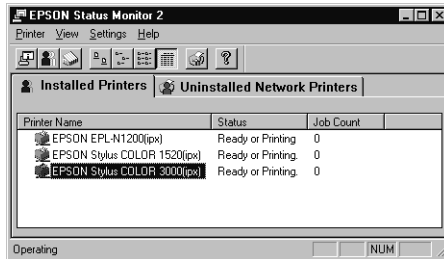 EPSON Status Monitor 2
Printer View Settings Help
Installed Printers Uninstalled Network Printers
Printer Name Status Job Count
EPSON EPL-N1200(ipx) Ready or Printing 0
EPSON Stylus COLOR 1520(ipx) Ready or Printing. 0
EPSON Stylus COLOR 3000(ipx) Ready or Printing. 0
Operating NUM